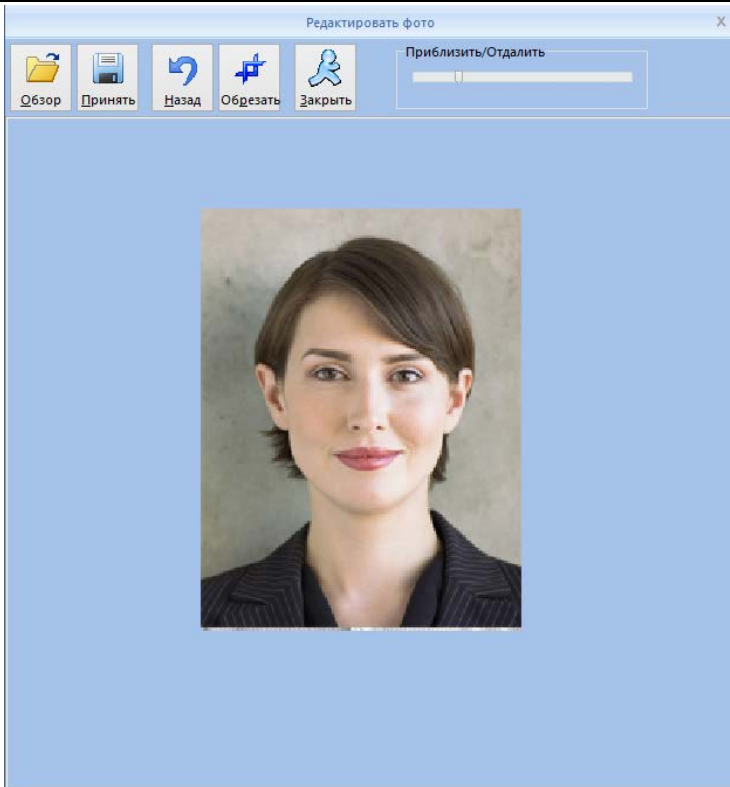 Редактировать фото
X
Обзор
Принять
Назад
Обрезать
Закрыть
Приблизить/Отдалить